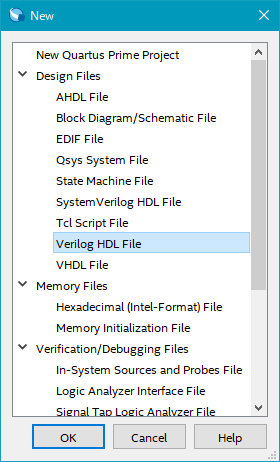 New
New Quartus Prime Project
Design Files
AHDL File
Block Diagram/Schematic File
EDIF File
Qsys System File
State Machine File
SystemVerilog HDL File
Tcl Script File
Verilog HDL File
VHDL File
Memory Files
Hexadecimal (Intel-Format) File
Memory Initialization File
Verification/Debugging Files
In-System Sources and Probes File
Logic Analyzer Interface File
Signal Tap Logic Analyzer File
OK
Cancel
Help